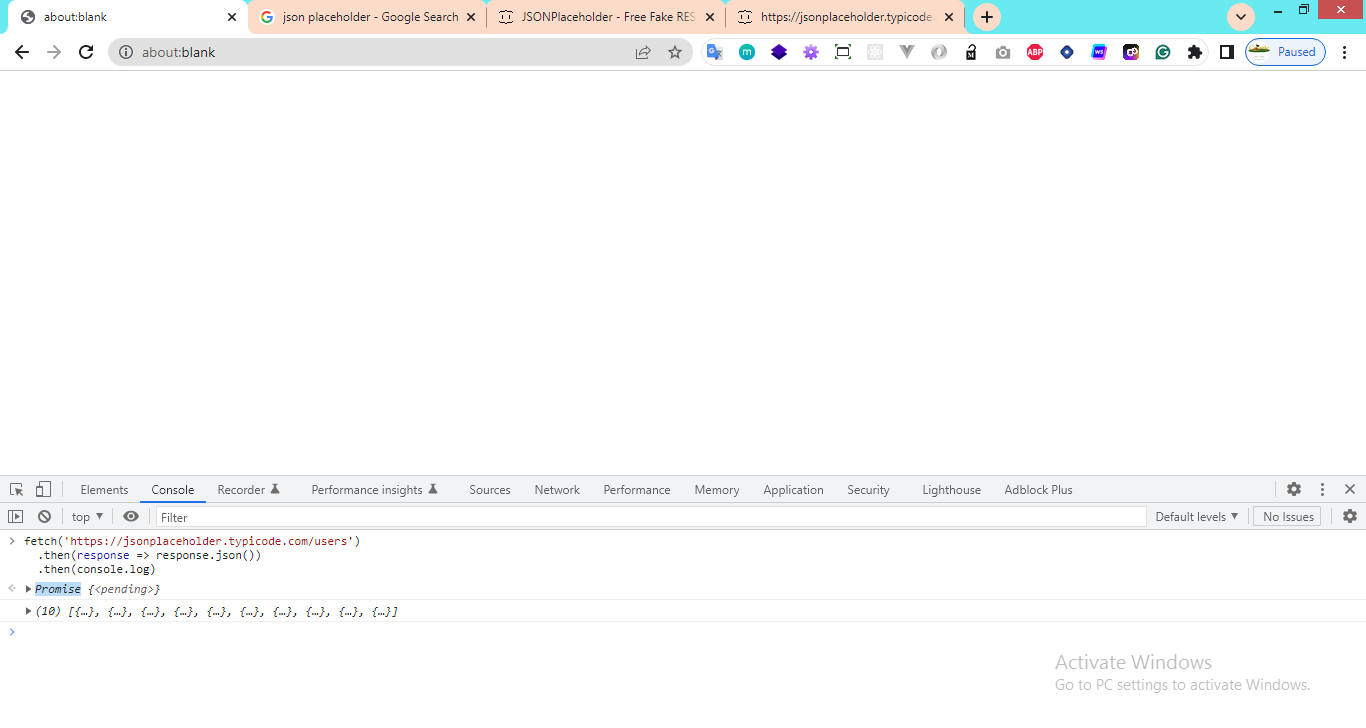 about:blank
json placeholder - Google Search
JSONPlaceholder - Free Fake RES
https://jsonplaceholder.typicode.
about:blank
m
M
ABP
WS
Paused
Elements
Console
Recorder
Performance insights
Sources
Network
Performance
Memory
Application
Security
Lighthouse
Adblock Plus
top
Filter
Default levels
No Issues
fetch('https://jsonplaceholder.typicode.com/users')
.then(response => response.json())
.then(console.log)
Promise {<pending>}
(10) [{…}, {…}, {…}, {…}, {…}, {…}, {…}, {…}, {…}, {…}]
Activate Windows
Go to PC settings to activate Windows.